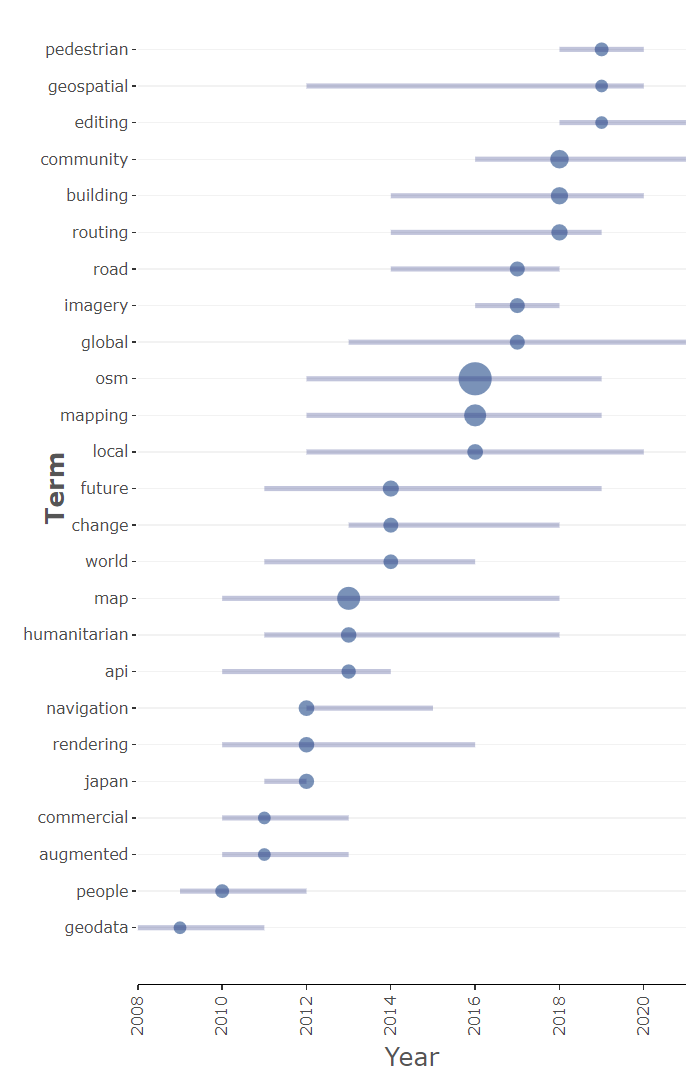 pedestrian
geospatial
editing
community
building
routing
road
imagery
global
osm
mapping
local
future
change
world
map
humanitarian
api
navigation
rendering
japan
commercial
augmented
people
geodata
Term
2008 2010 2012 2014 2016 2018 2020
Year